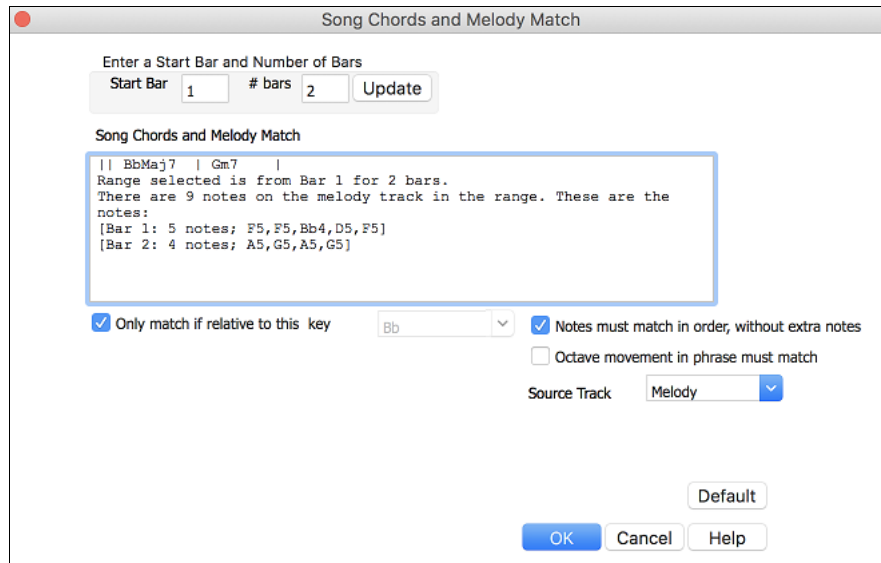 Song Chords and Melody Match
Enter a Start Bar and Number of Bars
Start Bar 1 # bars 2 Update
Song Chords and Melody Match
|| BbMaj7 | Gm7 |
Range selected is from Bar 1 for 2 bars.
There are 9 notes on the melody track in the range. These are the
notes:
[Bar 1: 5 notes; F5,F5,Bb4,D5,F5]
[Bar 2: 4 notes; A5,G5,A5,G5]
Only match if relative to this key Bb
Notes must match in order, without extra notes
Octave movement in phrase must match
Source Track Melody
Default
OK Cancel Help